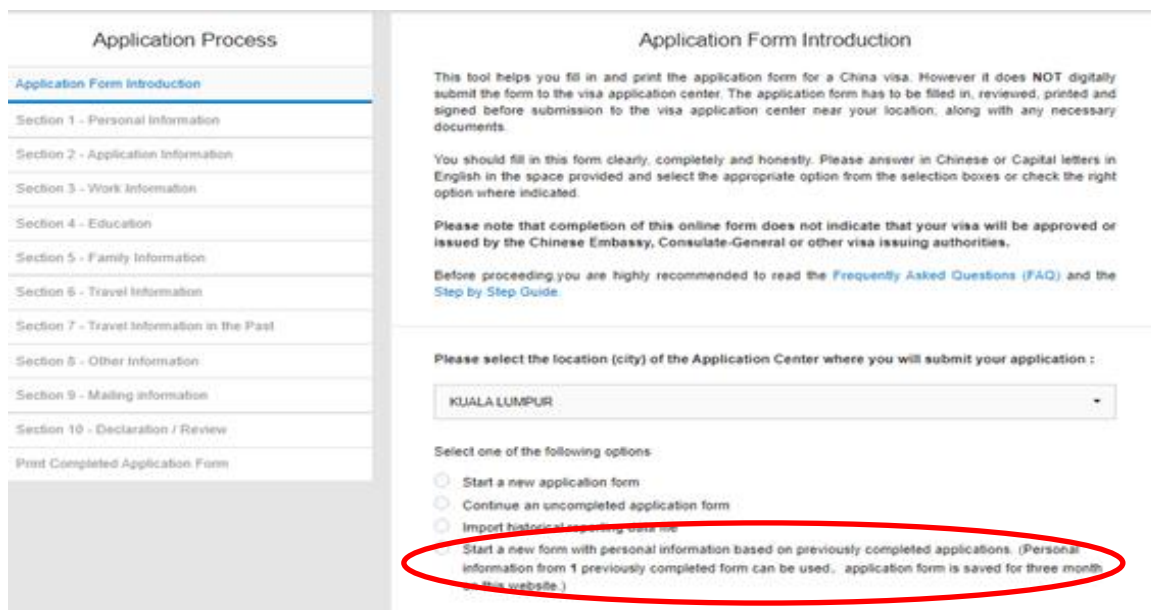 Application Process
Application Form Introduction
Section 1 - Personal Information
Section 2 - Application Information
Section 3 - Work Information
Section 4 - Education
Section 5 - Family Information
Section 6 - Travel Information
Section 7 - Travel Information in the Past
Section 8 - Other Information
Section 9 - Mailing information
Section 10 - Declaration / Review
Print Completed Application Form
Application Form Introduction
This tool helps you fill in and print the application form for a China visa. However it does NOT digitally
submit the form to the visa application center. The application form has to be filled in, reviewed, printed and
signed before submission to the visa application center near your location, along with any necessary
documents.
You should fill in this form clearly, completely and honestly. Please answer in Chinese or Capital letters in
English in the space provided and select the appropriate option from the selection boxes or check the right
option where indicated.
Please note that completion of this online form does not indicate that your visa will be approved or
issued by the Chinese Embassy, Consulate-General or other visa issuing authorities.
Before proceeding,you are highly recommended to read the Frequently Asked Questions (FAQ) and the
Step by Step Guide.
Please select the location (city) of the Application Center where you will submit your application :
KUALA LUMPUR
Select one of the following options
Start a new application form
Continue an uncompleted application form
Import historical reporting data file
Start a new form with personal information based on previously completed applications. (Personal
information from 1 previously completed form can be used, application form is saved for three month
on this website.)